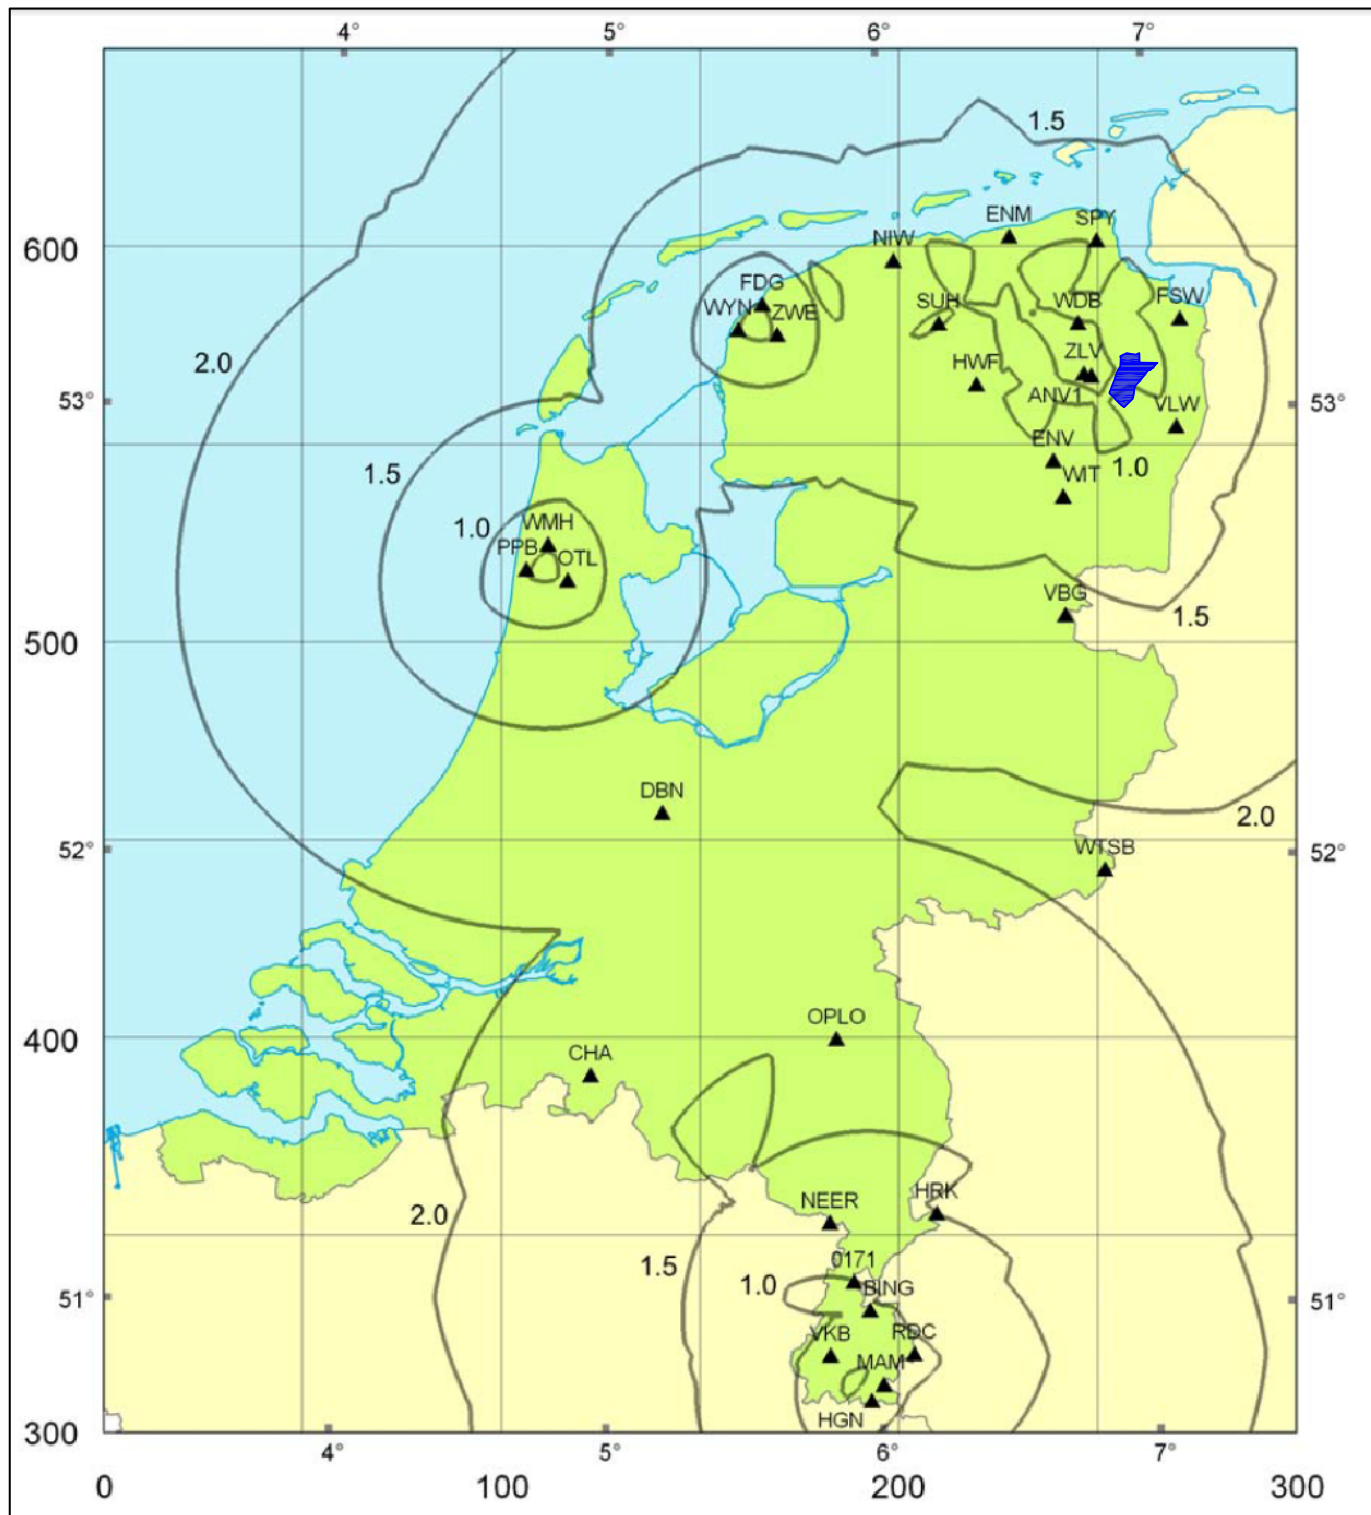 4° 5° 6° 7°
1.5
ENM SPY
600 NIW
FDG WDB FSW
WYN ZWE SUH
2.0 ZLV
HWF
53° ANV1 VLW 53°
ENV
1.5 1.0
WIT
1.0 WMH
PPB OTL
VBG
500 1.5
DBN
2.0
52° WTSB 52°
OPLO
400
CHA
NEER HRK
2.0
1.5 0171
1.0 BING
51° 51°
VKB RDC
MAM
HGN
300
4° 5° 6° 7°
0 100 200 300